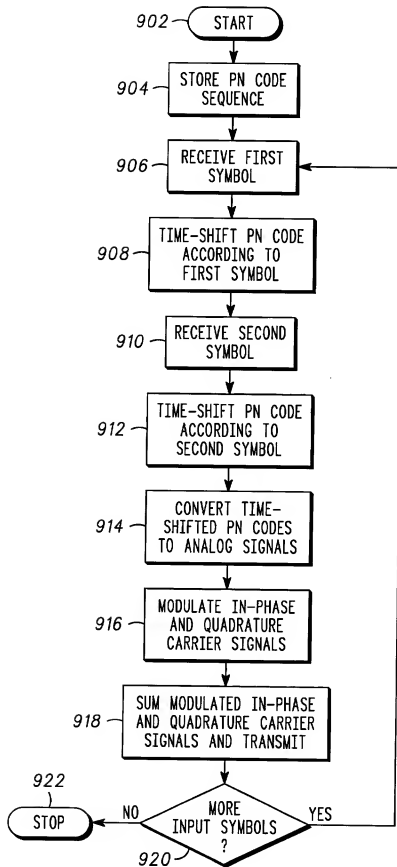 902
START
904
STORE PN CODE
SEQUENCE
906
RECEIVE FIRST
SYMBOL
908
TIME-SHIFT PN CODE
ACCORDING TO
FIRST SYMBOL
910
RECEIVE SECOND
SYMBOL
912
TIME-SHIFT PN CODE
ACCORDING TO
SECOND SYMBOL
914
CONVERT TIME-
SHIFTED PN CODES
TO ANALOG SIGNALS
916
MODULATE IN-PHASE
AND QUADRATURE
CARRIER SIGNALS
918
SUM MODULATED IN-PHASE
AND QUADRATURE CARRIER
SIGNALS AND TRANSMIT
922
STOP
NO
MORE
INPUT SYMBOLS
?
YES
920